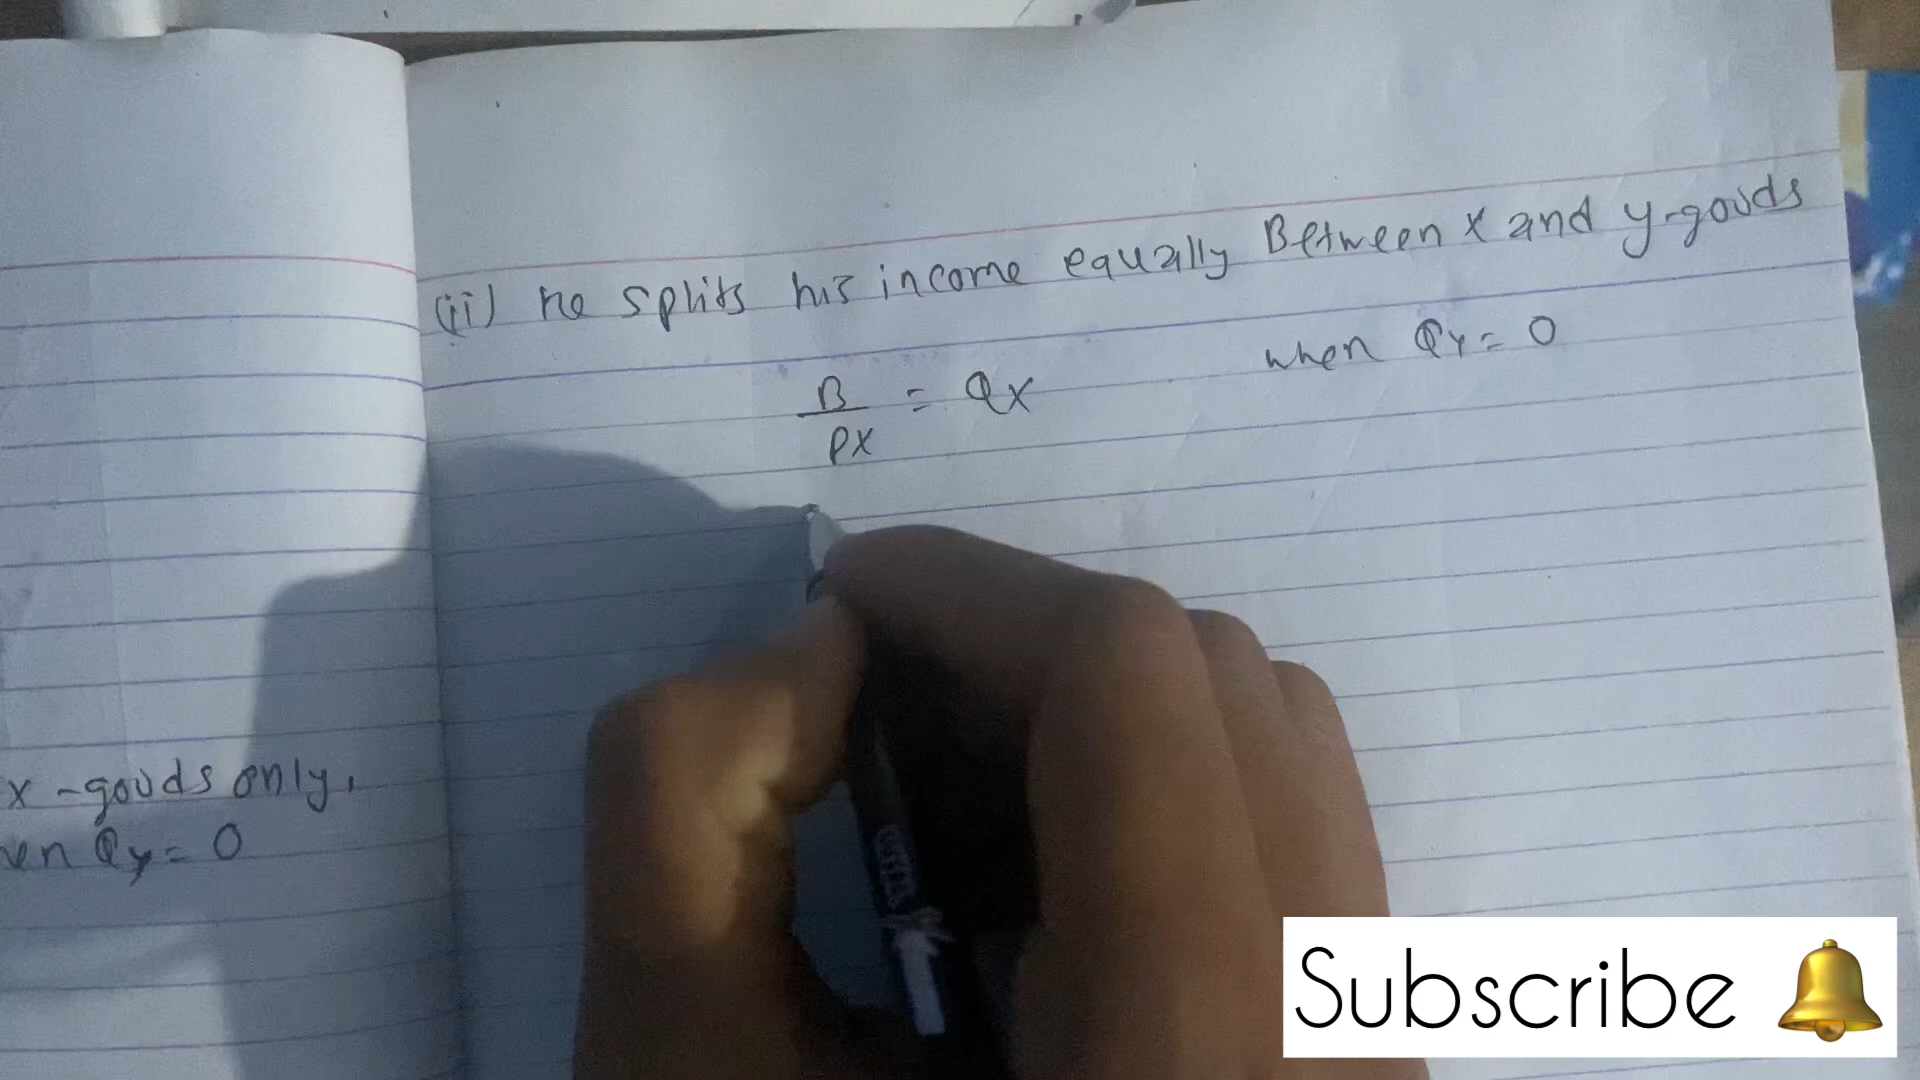 (ii) he splits his income equally Between X and y-goods
when Qy = 0
B
— = QX
PX
x-goods only.
en Qy = 0
Subscribe